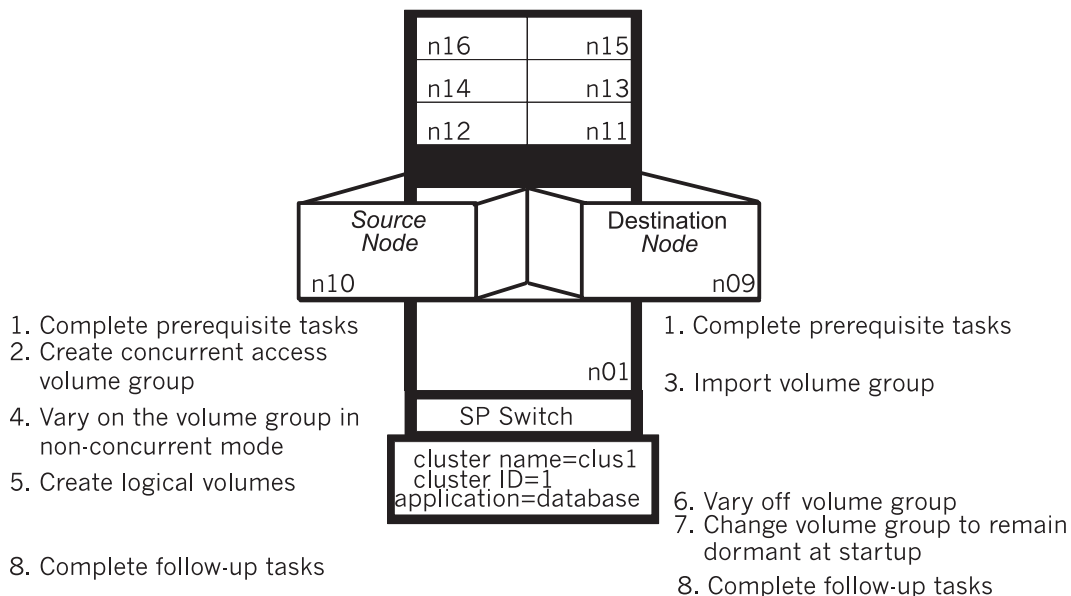 n16 n15
n14 n13
n12 n11
Source
Node
n10
Destination
Node
n09
n01
SP Switch
cluster name=clus1
cluster ID=1
application=database
1. Complete prerequisite tasks
2. Create concurrent access
volume group
4. Vary on the volume group in
non-concurrent mode
5. Create logical volumes
8. Complete follow-up tasks
1. Complete prerequisite tasks
3. Import volume group
6. Vary off volume group
7. Change volume group to remain
dormant at startup
8. Complete follow-up tasks